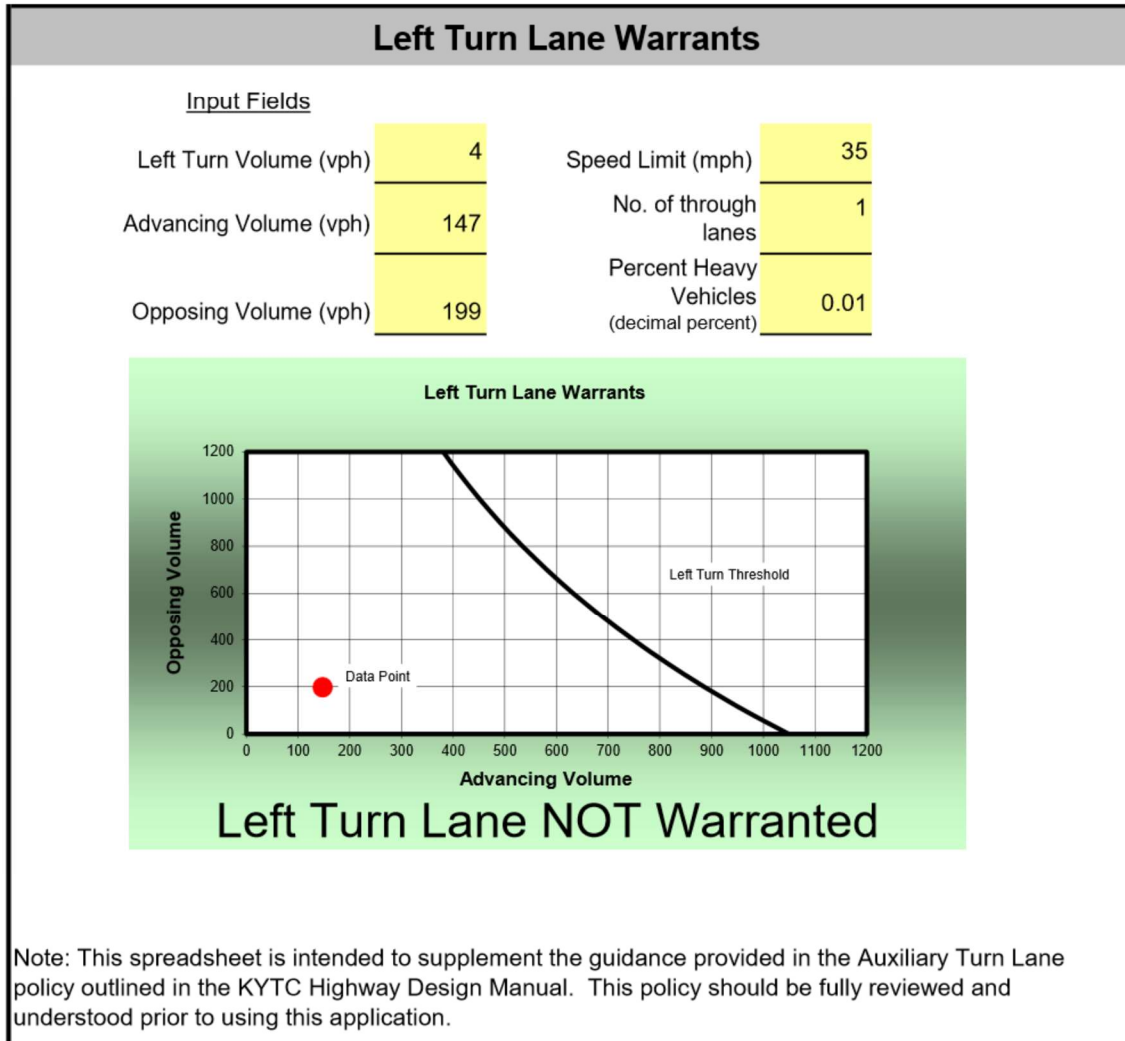 Left Turn Lane Warrants
Input Fields
Left Turn Volume (vph) 4
Speed Limit (mph) 35
Advancing Volume (vph) 147
No. of through
lanes
1
Opposing Volume (vph) 199
Percent Heavy
Vehicles
(decimal percent)
0.01
Left Turn Lane Warrants
Opposing Volume
1200
1000
800
600
400
200
0
Left Turn Threshold
Data Point
0 100 200 300 400 500 600 700 800 900 1000 1100 1200
Advancing Volume
Left Turn Lane NOT Warranted
Note: This spreadsheet is intended to supplement the guidance provided in the Auxiliary Turn Lane
policy outlined in the KYTC Highway Design Manual. This policy should be fully reviewed and
understood prior to using this application.